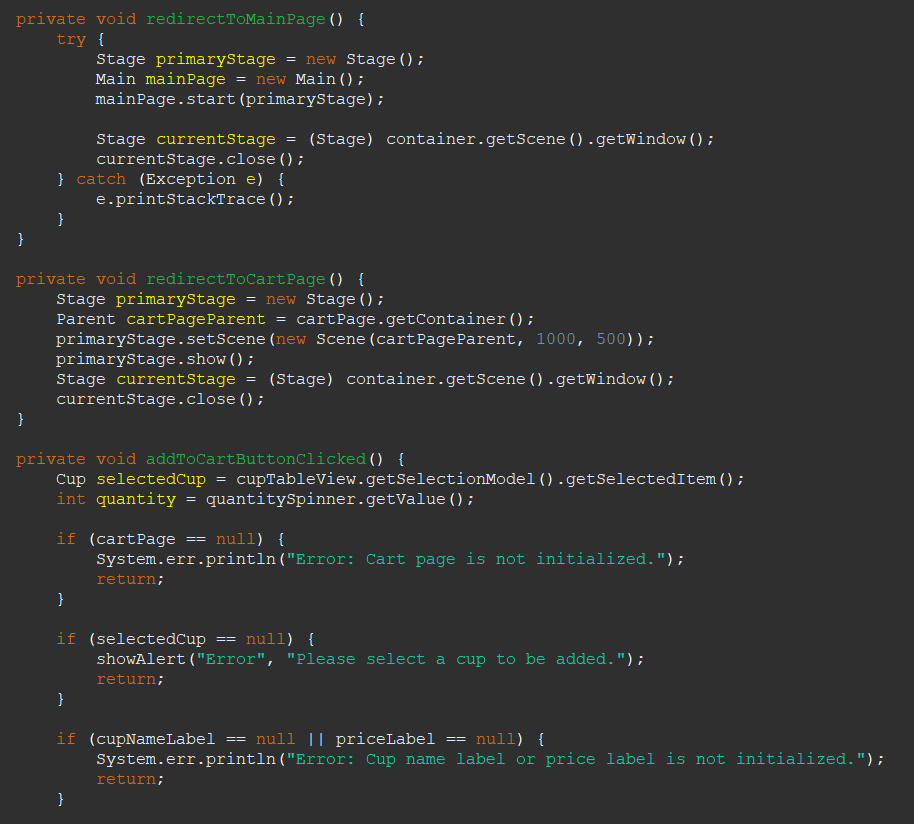 private void redirectToMainPage() {
    try {
        Stage primaryStage = new Stage();
        Main mainPage = new Main();
        mainPage.start(primaryStage);

        Stage currentStage = (Stage) container.getScene().getWindow();
        currentStage.close();
    } catch (Exception e) {
        e.printStackTrace();
    }
}

private void redirectToCartPage() {
    Stage primaryStage = new Stage();
    Parent cartPageParent = cartPage.getContainer();
    primaryStage.setScene(new Scene(cartPageParent, 1000, 500));
    primaryStage.show();
    Stage currentStage = (Stage) container.getScene().getWindow();
    currentStage.close();
}

private void addToCartButtonClicked() {
    Cup selectedCup = cupTableView.getSelectionModel().getSelectedItem();
    int quantity = quantitySpinner.getValue();

    if (cartPage == null) {
        System.err.println("Error: Cart page is not initialized.");
        return;
    }

    if (selectedCup == null) {
        showAlert("Error", "Please select a cup to be added.");
        return;
    }

    if (cupNameLabel == null || priceLabel == null) {
        System.err.println("Error: Cup name label or price label is not initialized.");
        return;
    }